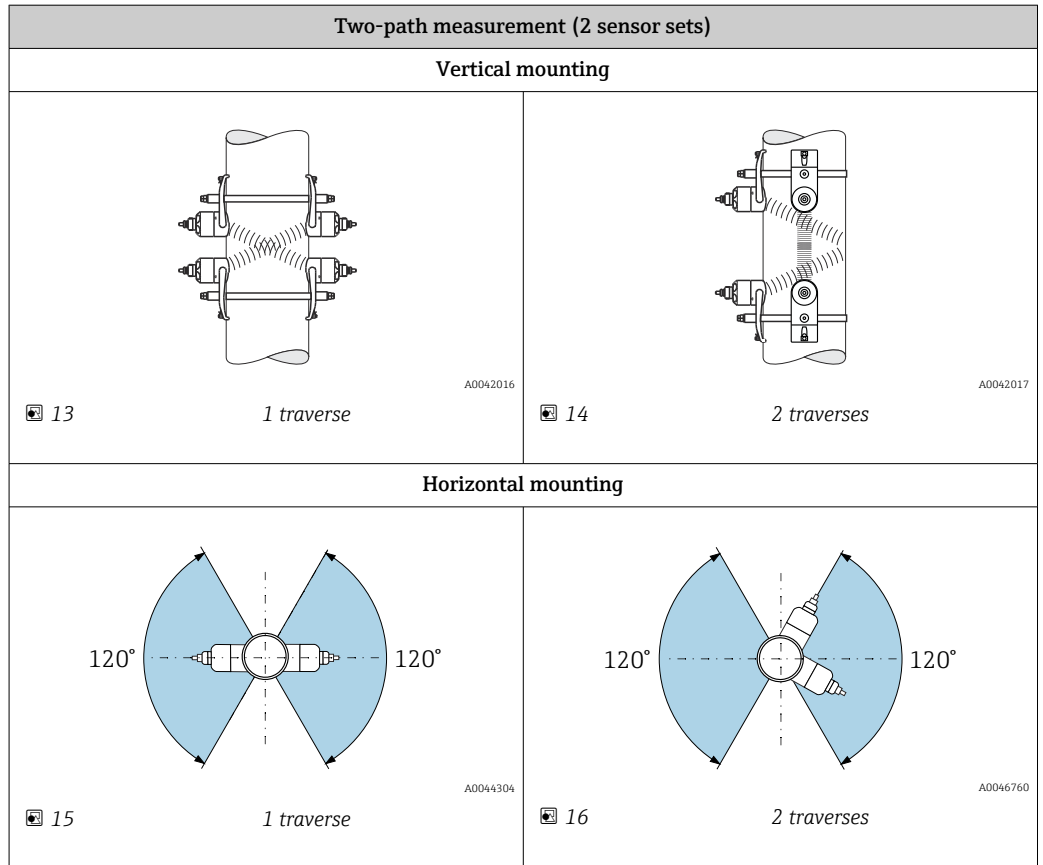 Two-path measurement (2 sensor sets)
Vertical mounting
A0042016
13 1 traverse
A0042017
14 2 traverses
Horizontal mounting
120° 120°
A0044304
15 1 traverse
120° 120°
A0046760
16 2 traverses